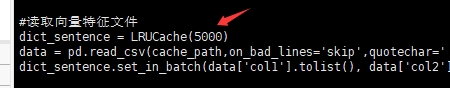 #读取向量特征文件
dict_sentence = LRUCache(5000)
data = pd.read_csv(cache_path,on_bad_lines='skip',quotechar='
dict_sentence.set_in_batch(data['col1'].tolist(), data['col2']